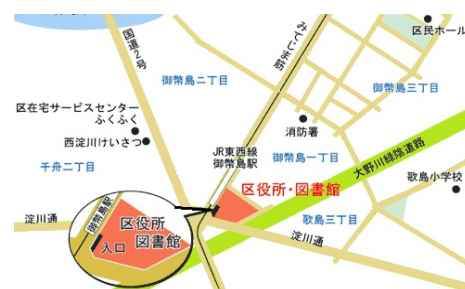 区民ホール
国道2号
みてじま筋
御幣島二丁目
御幣島三丁目
区在宅サービスセンター
ふくふく
西淀川けいさつ
消防署
JR東西線
御幣島駅
御幣島一丁目
大野川緑陰道路
千舟二丁目
歌島小学校
区役所・図書館
歌島三丁目
淀川通
淀川通
御幣島駅
区役所
図書館
入口